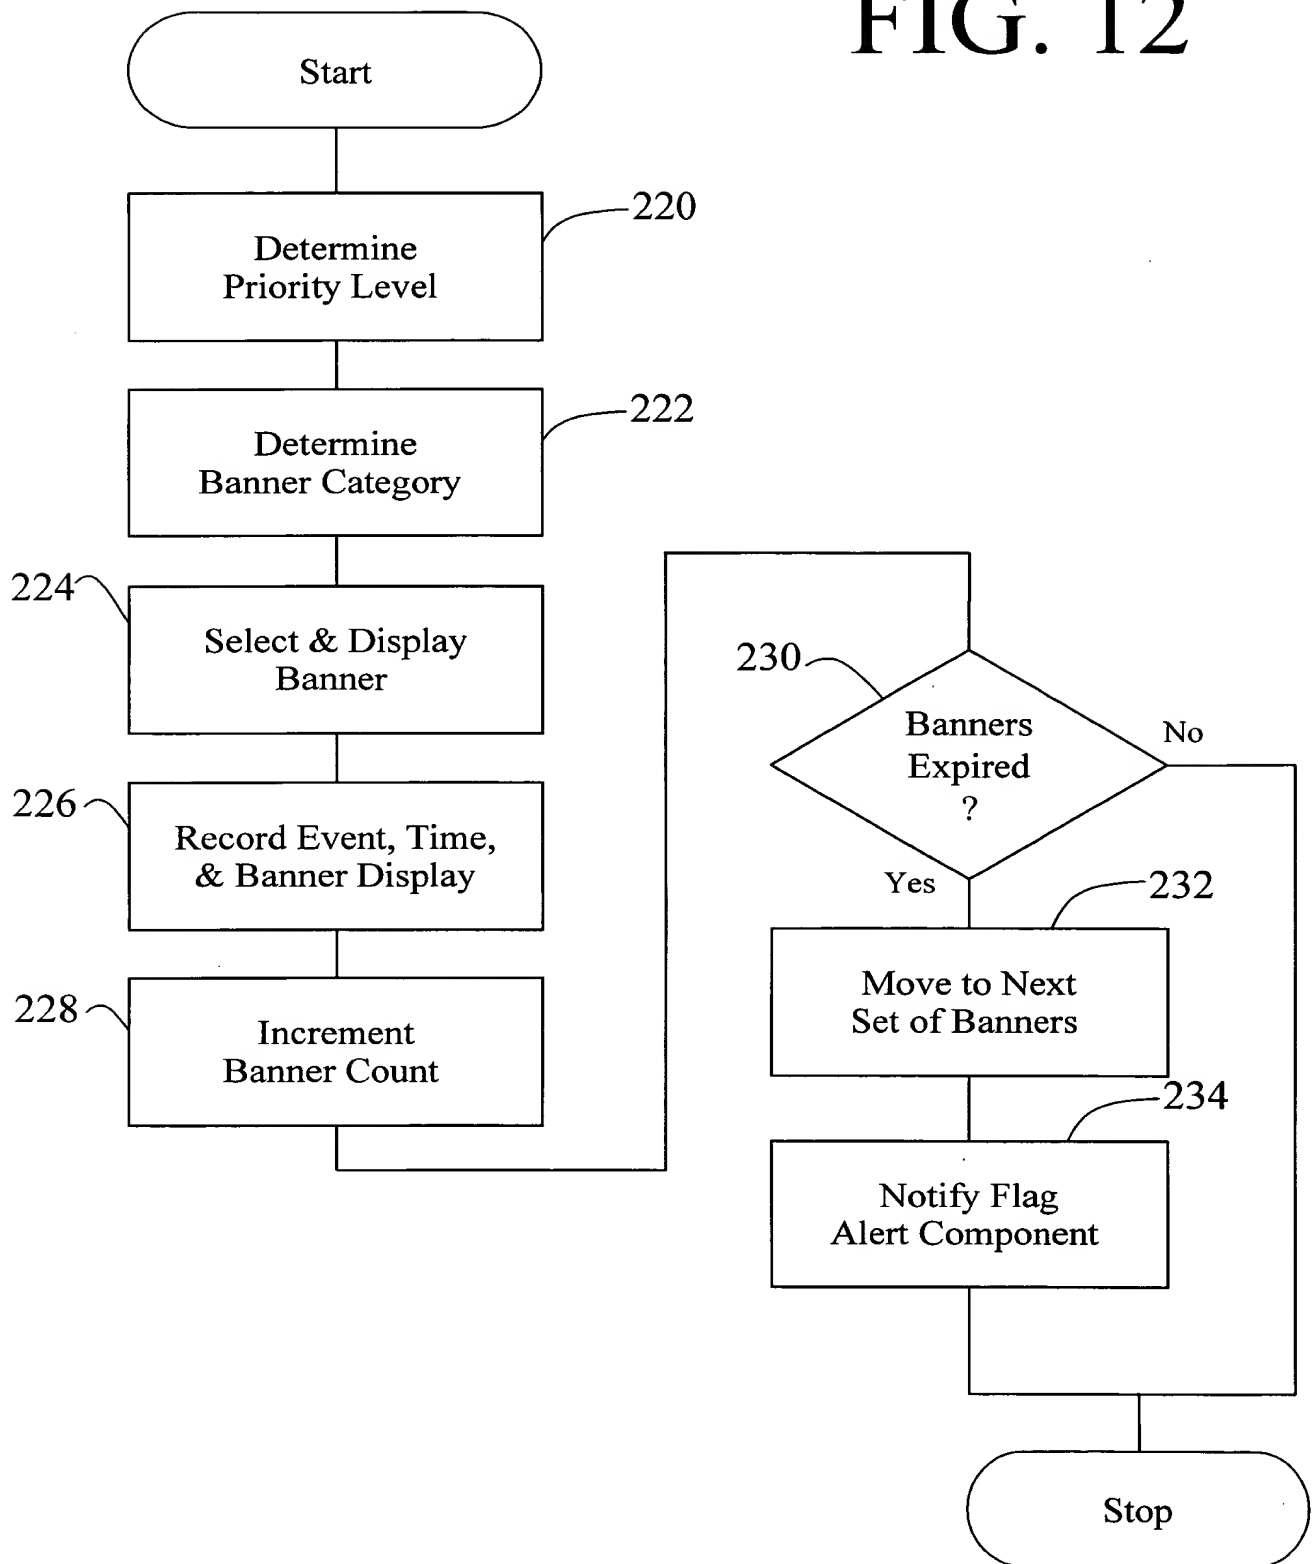 FIG. 12
Start
220
Determine
Priority Level
222
Determine
Banner Category
224
Select & Display
Banner
226
Record Event, Time,
& Banner Display
228
Increment
Banner Count
230
Banners
Expired
?
No
Yes
232
Move to Next
Set of Banners
234
Notify Flag
Alert Component
Stop